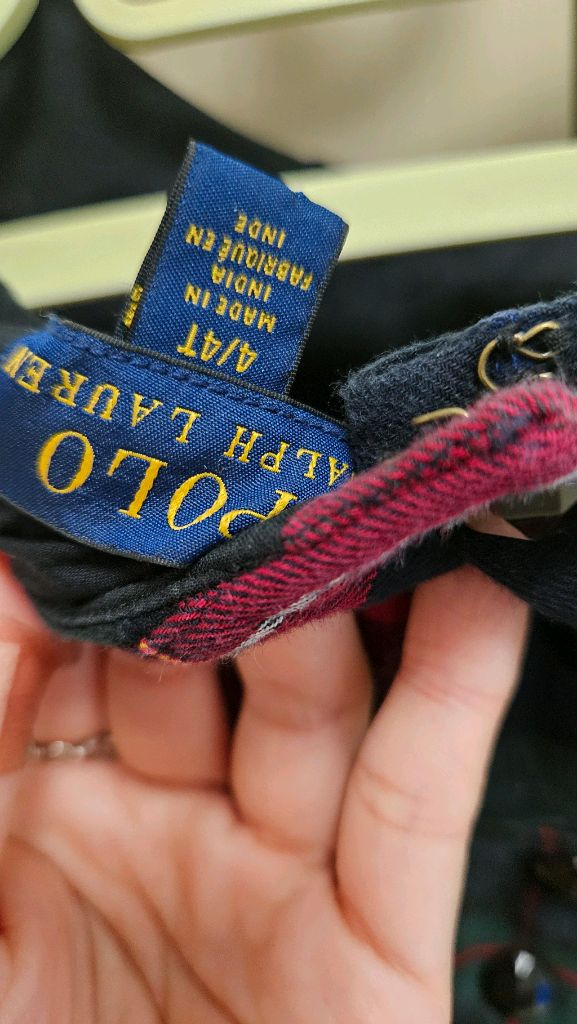 POLO
RALPH LAUREN
4/4T
MADE IN
INDIA
FABRIQUÉ EN
INDE